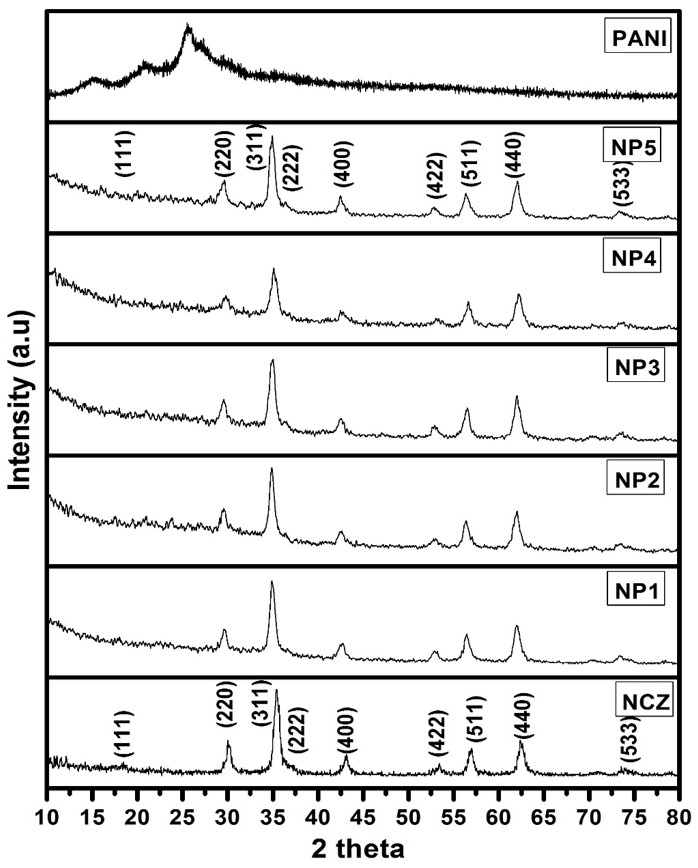 PANI
NP5
(111)
(220)
(311)
(222)
(400)
(422)
(511)
(440)
(533)
NP4
NP3
NP2
NP1
NCZ
(111)
(220)
(311)
(222)
(400)
(422)
(511)
(440)
(533)
Intensity (a.u)
10 15 20 25 30 35 40 45 50 55 60 65 70 75 80
2 theta